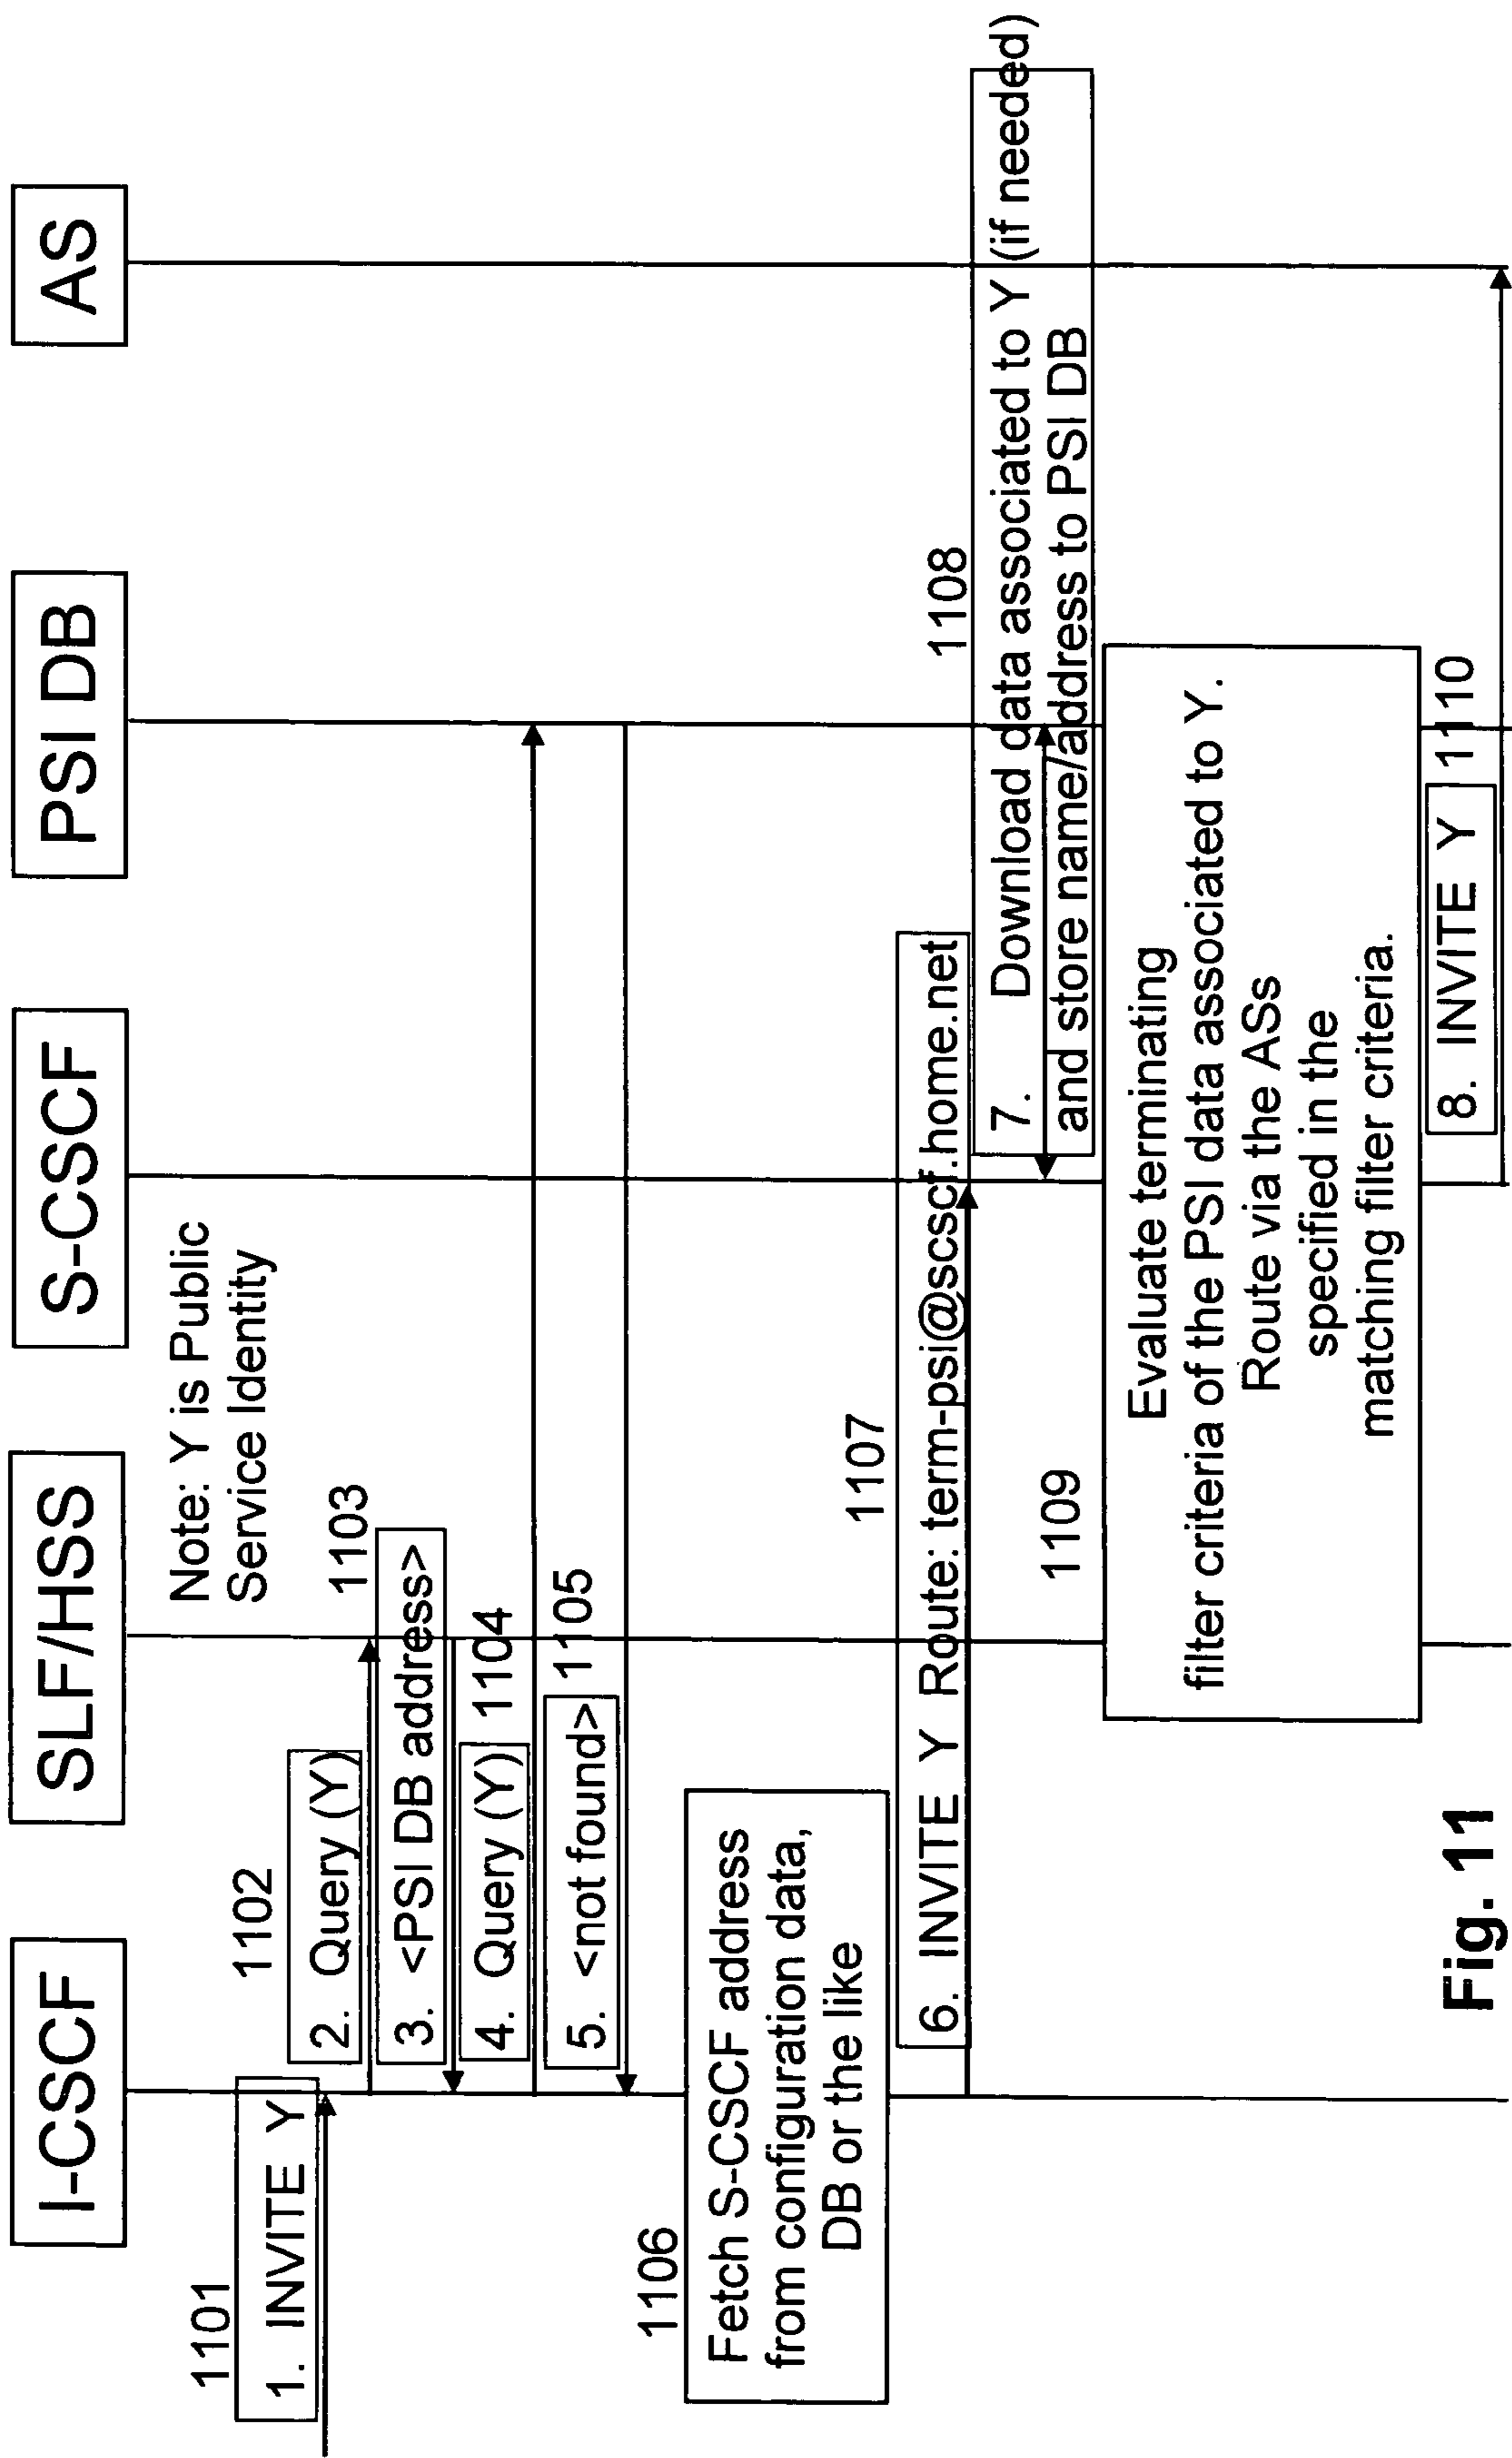 I-CSCF
SLF/HSS
S-CSCF
PSI DB
AS
Note: Y is Public
Service Identity
1101
1. INVITE Y
1102
2. Query (Y)
1103
3. <PSI DB address>
4. Query (Y) 1104
5. <not found> 1105
1106
Fetch S-CSCF address
from configuration data,
DB or the like
1107
6. INVITE Y Route: term-psi@scscf.home.net
1108
7. Download data associated to Y (if needed)
and store name/address to PSI DB
1109
Evaluate terminating
filter criteria of the PSI data associated to Y.
Route via the ASs
specified in the
matching filter criteria.
8. INVITE Y 1110
Fig. 11